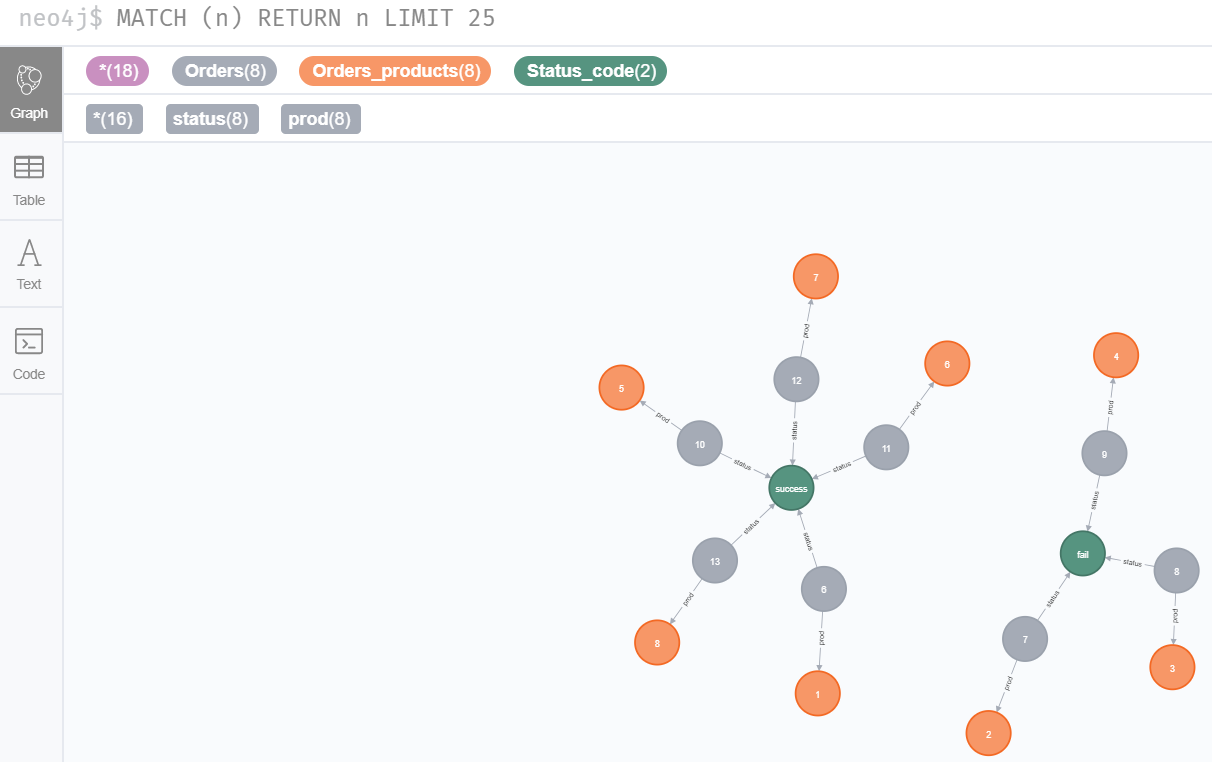 neo4j$ MATCH (n) RETURN n LIMIT 25
*(18) Orders(8) Orders_products(8) Status_code(2)
Graph
*(16) status(8) prod(8)
Table
Text
Code
7
prod
12
status
5
prod
10
status
6
prod
11
status
success
status
13
prod
8
status
6
prod
1
4
prod
9
status
fail
status
8
prod
3
status
7
prod
2